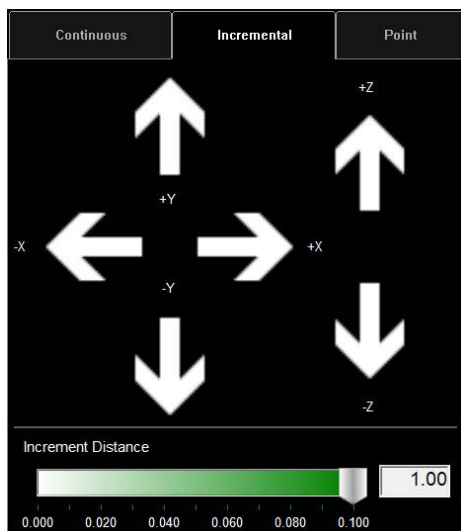 Continuous Incremental Point
+Z
+Y
-X +X
-Y
-Z
Increment Distance
1.00
0.000 0.020 0.040 0.060 0.080 0.100